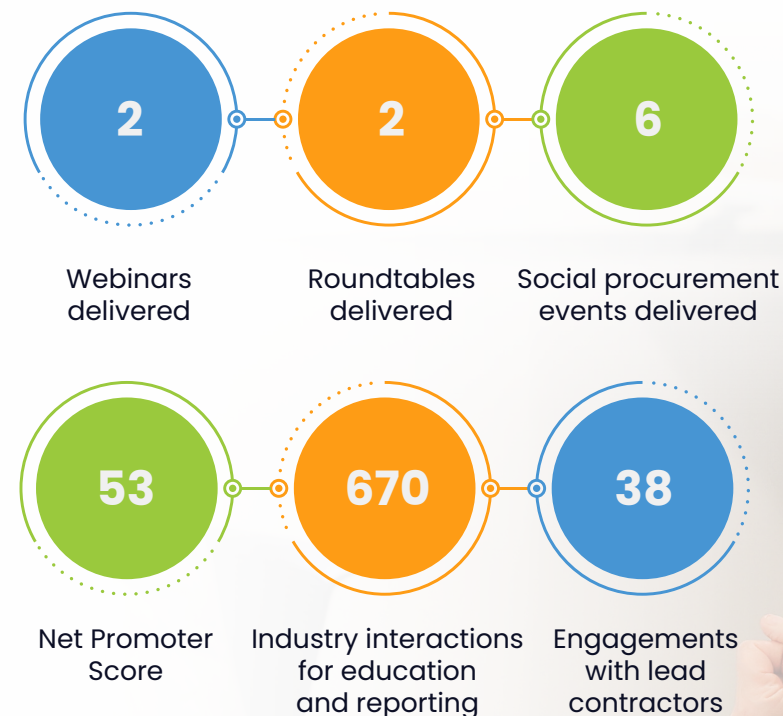 2
2
6
Webinars
delivered
Roundtables
delivered
Social procurement
events delivered
53
670
38
Net Promoter
Score
Industry interactions
for education
and reporting
Engagements
with lead
contractors